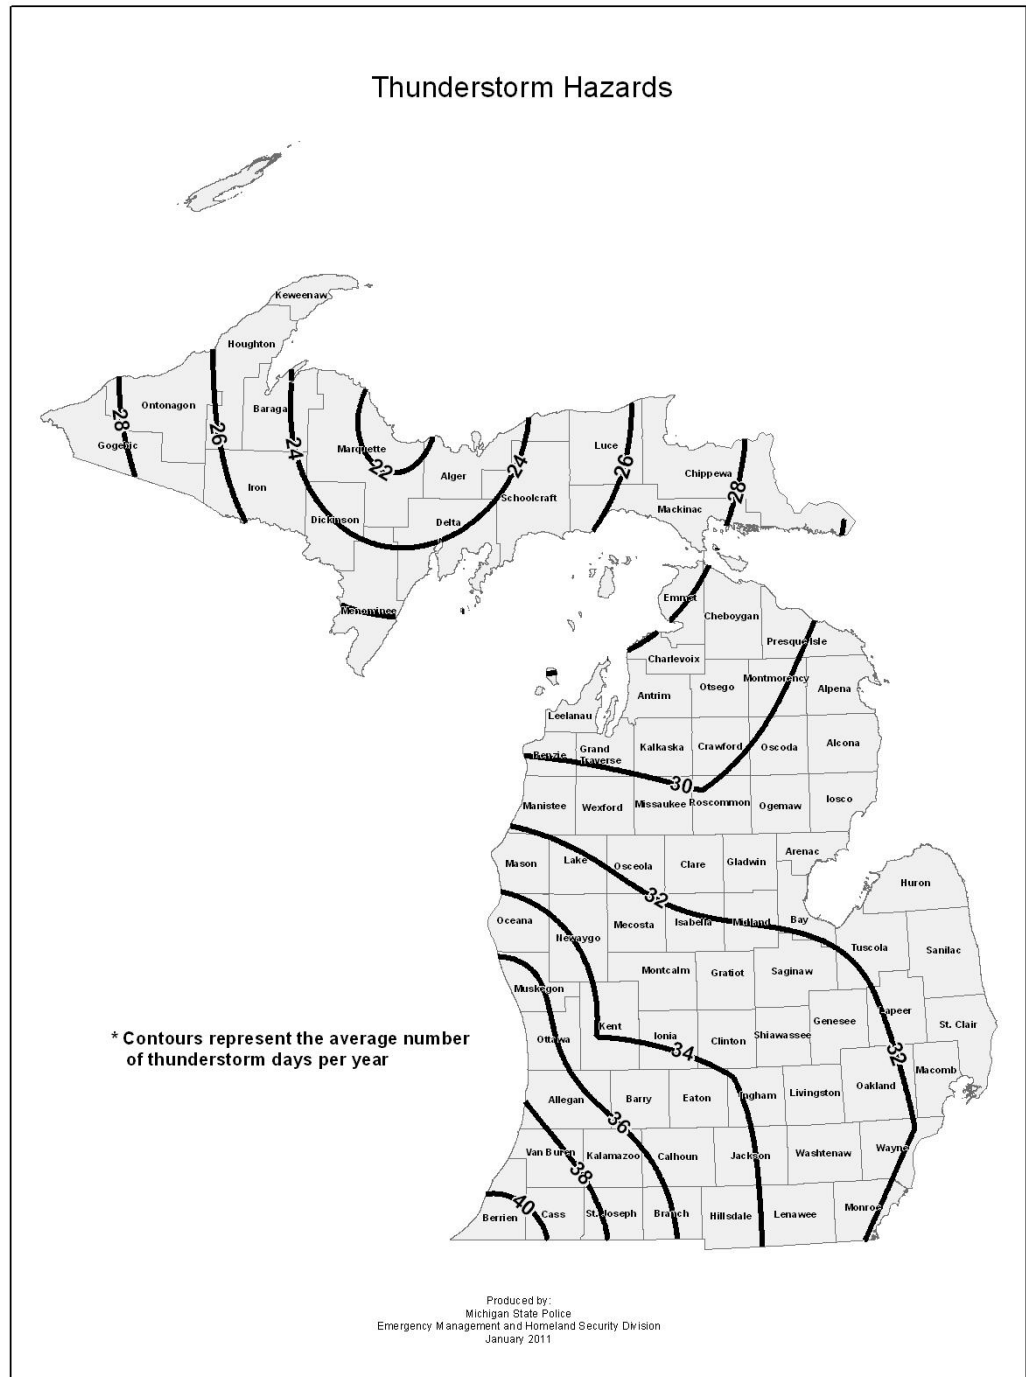 Thunderstorm Hazards
Keweenaw
Houghton
Ontonagon
Baraga
28
26
Gogebic
24
Marquette
22
Iron
Alger
24
Luce
26
Chippewa
28
Schoolcraft
Mackinac
Dickinson
Delta
Menominee
Emmet
Cheboygan
Presque Isle
Charlevoix
Antrim
Otsego
Montmorency
Alpena
Leelanau
Benzie
Grand
Traverse
Kalkaska
Crawford
Oscoda
Alcona
30
Manistee
Wexford
Missaukee
Roscommon
Ogemaw
Iosco
Mason
Lake
Osceola
Clare
Gladwin
Arenac
Huron
32
Oceana
Newaygo
Mecosta
Isabella
Midland
Bay
Tuscola
Sanilac
Montcalm
Gratiot
Saginaw
Muskegon
Lapeer
Genesee
St. Clair
Kent
Ionia
Clinton
Shiawassee
Ottawa
34
32
* Contours represent the average number
of thunderstorm days per year
Macomb
Oakland
Livingston
Ingham
Eaton
Barry
Allegan
36
Van Buren
Kalamazoo
Calhoun
Jackson
Washtenaw
Wayne
38
40
Berrien
Cass
St. Joseph
Branch
Hillsdale
Lenawee
Monroe
Produced by:
Michigan State Police
Emergency Management and Homeland Security Division
January 2011